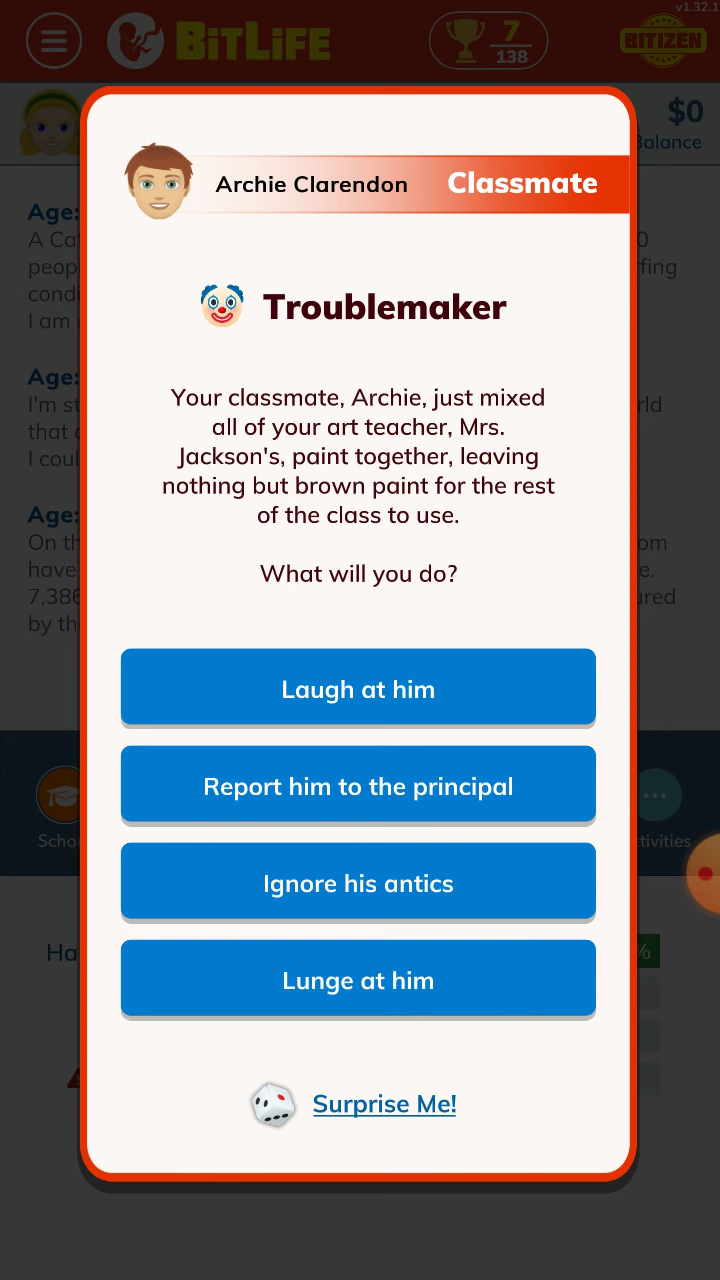 v1.32.1
BitLife
7
138
BITIZEN
$0
Balance
Archie Clarendon Classmate
Age:
Troublemaker
Age:
Your classmate, Archie, just mixed
all of your art teacher, Mrs.
Jackson's, paint together, leaving
nothing but brown paint for the rest
of the class to use.
Age:
What will you do?
Laugh at him
Report him to the principal
Ignore his antics
Lunge at him
%
Surprise Me!